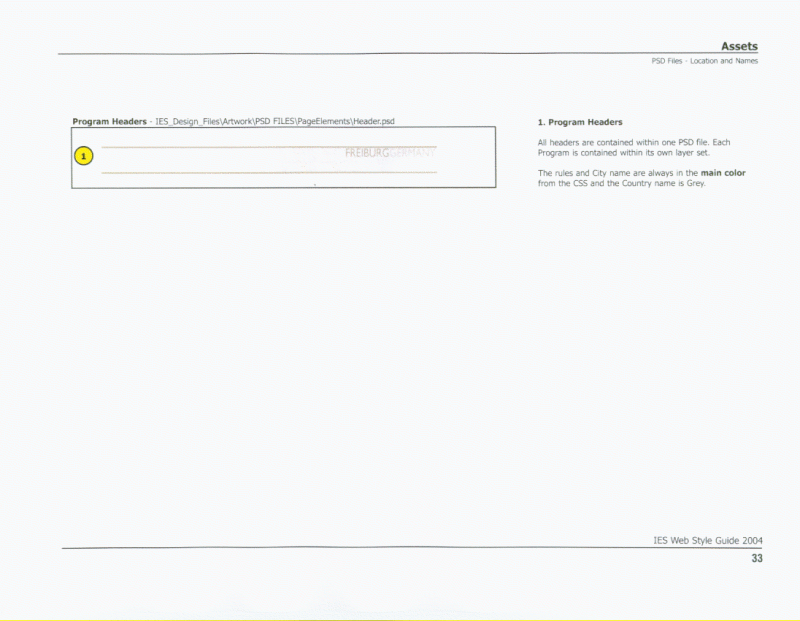 Assets
PSD Files - Location and Names
Program Headers - IES_Design_Files\Artwork\PSD FILES\PageElements\Header.psd
1
FREIBURGGERMANY
1. Program Headers
All headers are contained within one PSD file. Each
Program is contained within its own layer set.
The rules and City name are always in the main color
from the CSS and the Country name is Grey.
IES Web Style Guide 2004
33